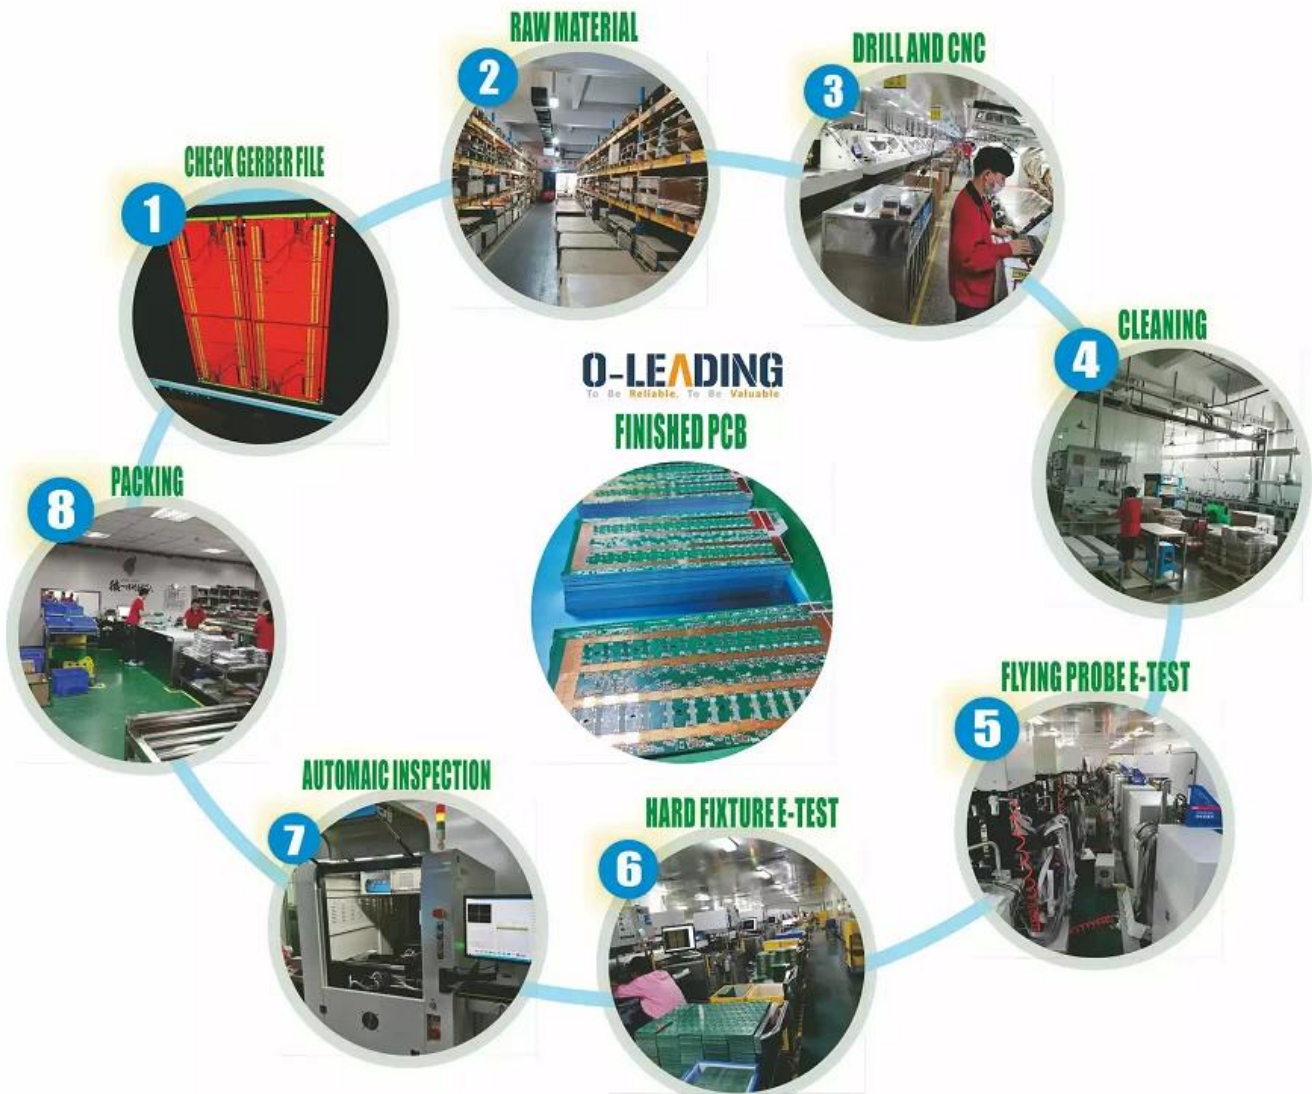 RAW MATERIAL
2
DRILL AND CNC
3
CHECK GERBER FILE
1
CLEANING
4
O-LEADING
To Be Reliable, To Be Valuable
FINISHED PCB
PACKING
8
FLYING PROBE E-TEST
5
AUTOMAIC INSPECTION
7
HARD FIXTURE E-TEST
6